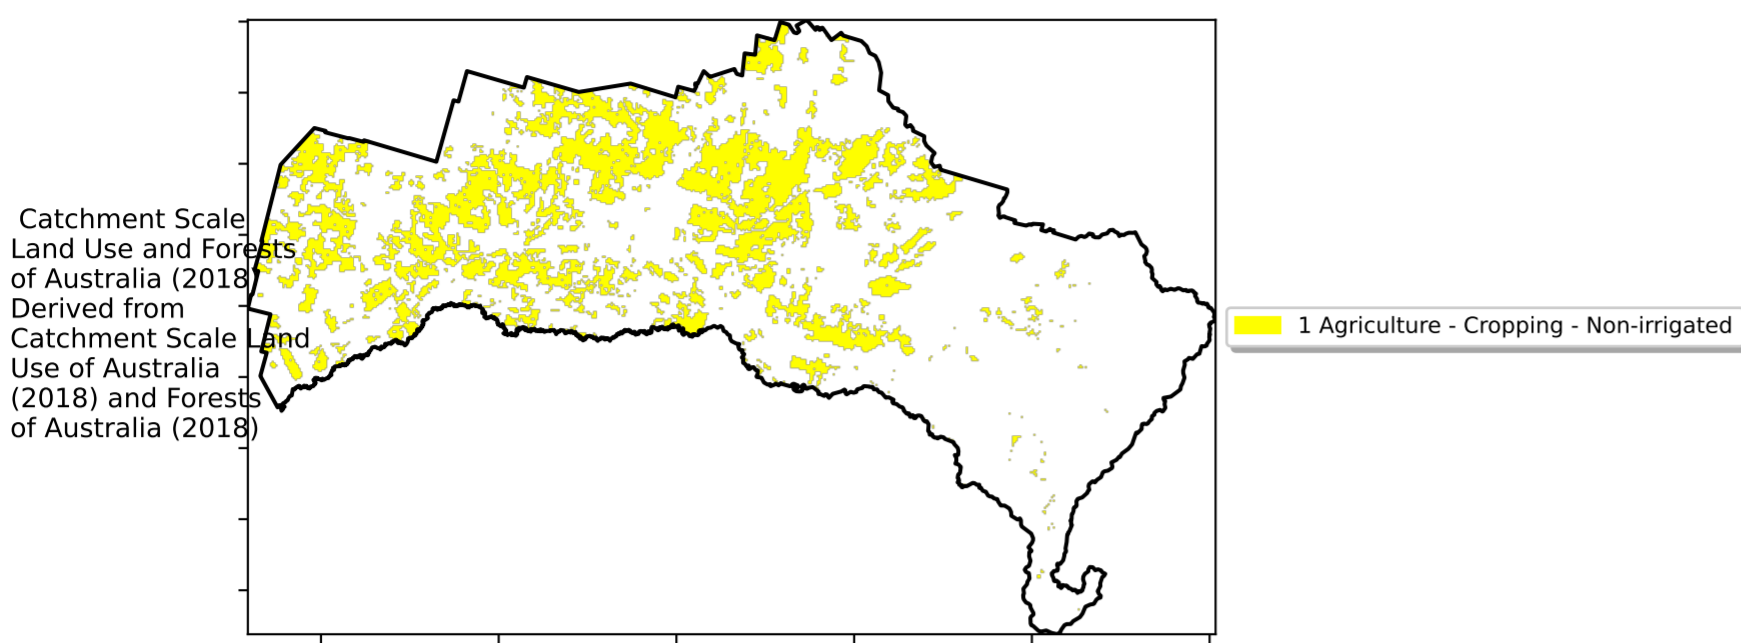 Catchment Scale
Land Use and Forests
of Australia (2018)
Derived from
Catchment Scale Land
Use of Australia
(2018) and Forests
of Australia (2018)
1 Agriculture - Cropping - Non-irrigated